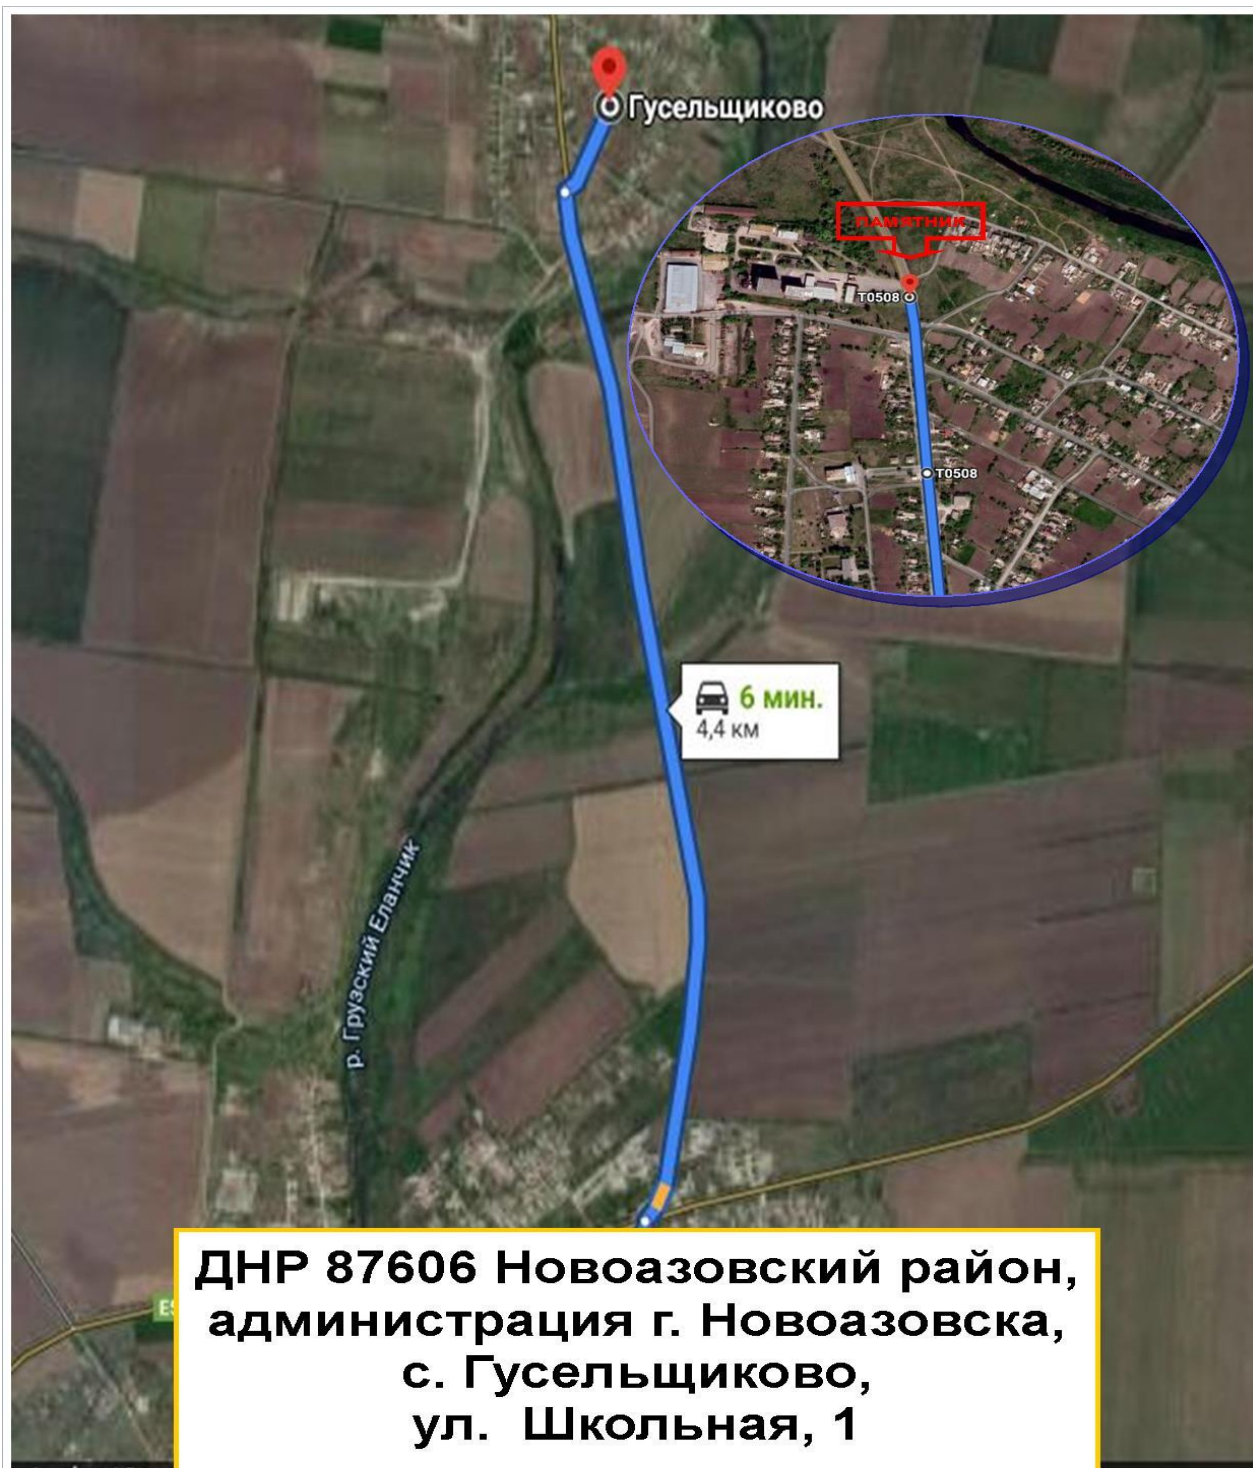 Гусельщиково
ПАМЯТНИК
T0508
T0508
6 мин.
4,4 км
р. Грузский Еланчик
ДНР 87606 Новоазовский район,
администрация г. Новоазовска,
с. Гусельщиково,
ул. Школьная, 1